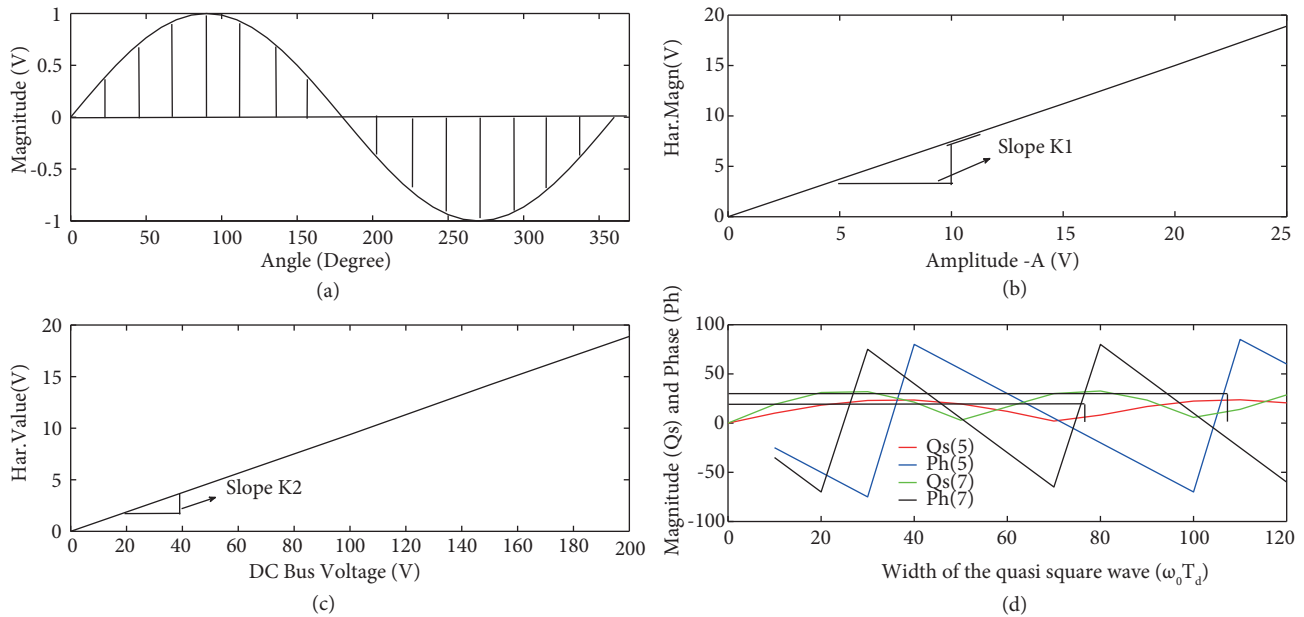 1
0.5
0
-0.5
-1
Magnitude (V)
0 50 100 150 200 250 300 350
Angle (Degree)
(a)
20
15
10
5
0
Har.Magn(V)
Slope K1
0 5 10 15 20 25
Amplitude -A (V)
(b)
20
15
10
5
0
Har.Value(V)
Slope K2
0 20 40 60 80 100 120 140 160 180 200
DC Bus Voltage (V)
(c)
100
50
0
-50
-100
Magnitude (Qs) and Phase (Ph)
Qs(5)
Ph(5)
Qs(7)
Ph(7)
0 20 40 60 80 100 120
Width of the quasi square wave (ω₀T_d)
(d)